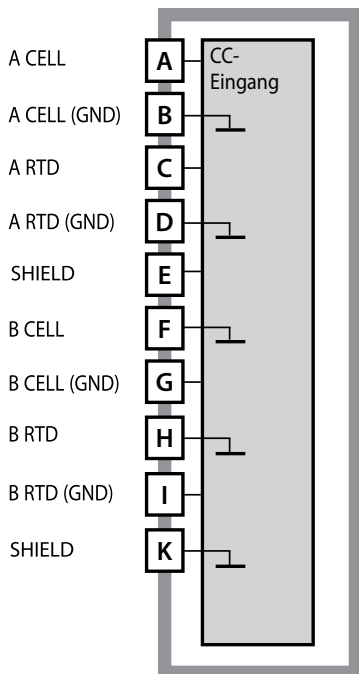 CC-
Eingang
A CELL A
A CELL (GND) B
A RTD C
A RTD (GND) D
SHIELD E
B CELL F
B CELL (GND) G
B RTD H
B RTD (GND) I
SHIELD K